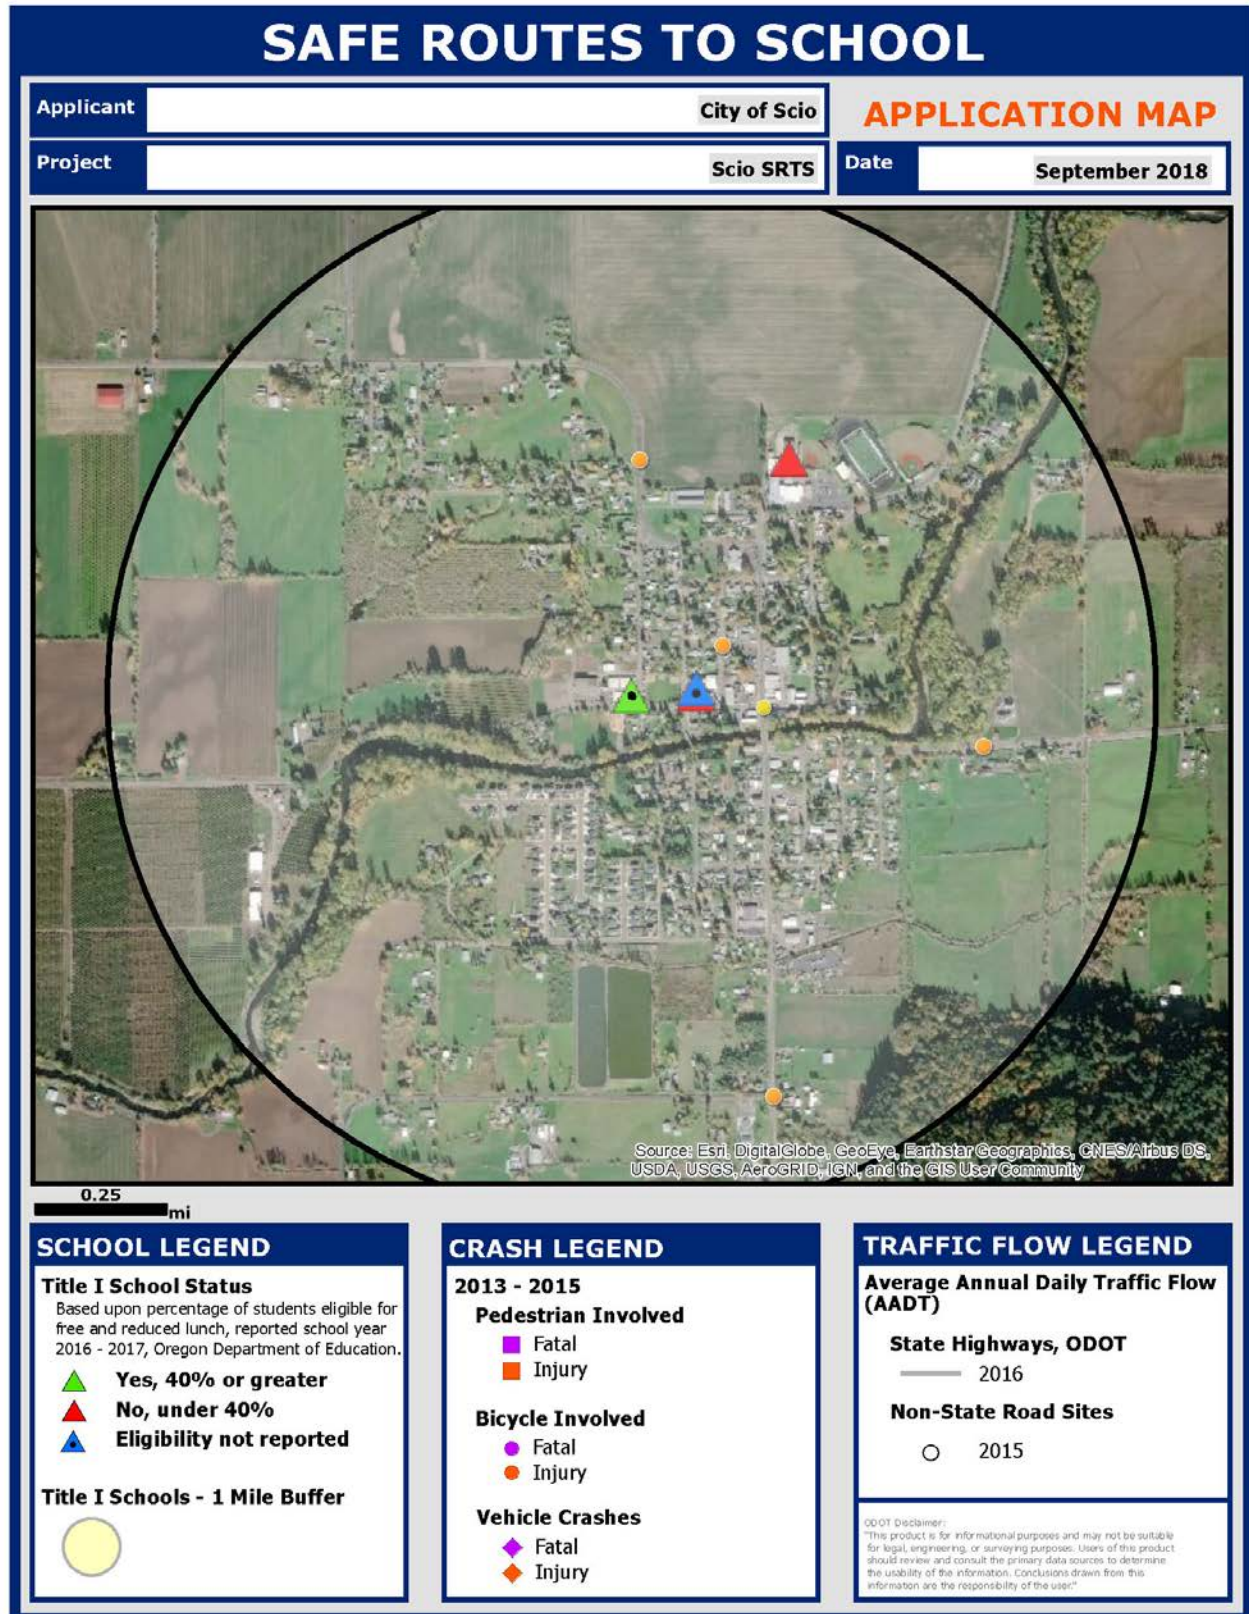 SAFE ROUTES TO SCHOOL
Applicant
City of Scio
APPLICATION MAP
Project
Scio SRTS
Date
September 2018
Source: Esri, DigitalGlobe, GeoEye, Earthstar Geographics, CNES/Airbus DS,
USDA, USGS, AeroGRID, IGN, and the GIS User Community
0.25
mi
SCHOOL LEGEND
Title I School Status
Based upon percentage of students eligible for
free and reduced lunch, reported school year
2016 - 2017, Oregon Department of Education.
Yes, 40% or greater
No, under 40%
Eligibility not reported
Title I Schools - 1 Mile Buffer
CRASH LEGEND
2013 - 2015
Pedestrian Involved
Fatal
Injury
Bicycle Involved
Fatal
Injury
Vehicle Crashes
Fatal
Injury
TRAFFIC FLOW LEGEND
Average Annual Daily Traffic Flow
(AADT)
State Highways, ODOT
2016
Non-State Road Sites
2015
ODOT Disclaimer:
"This product is for informational purposes and may not be suitable
for legal, engineering, or surveying purposes. Users of this product
should review and consult the primary data sources to determine
the usability of the information. Conclusions drawn from this
information are the responsibility of the user."